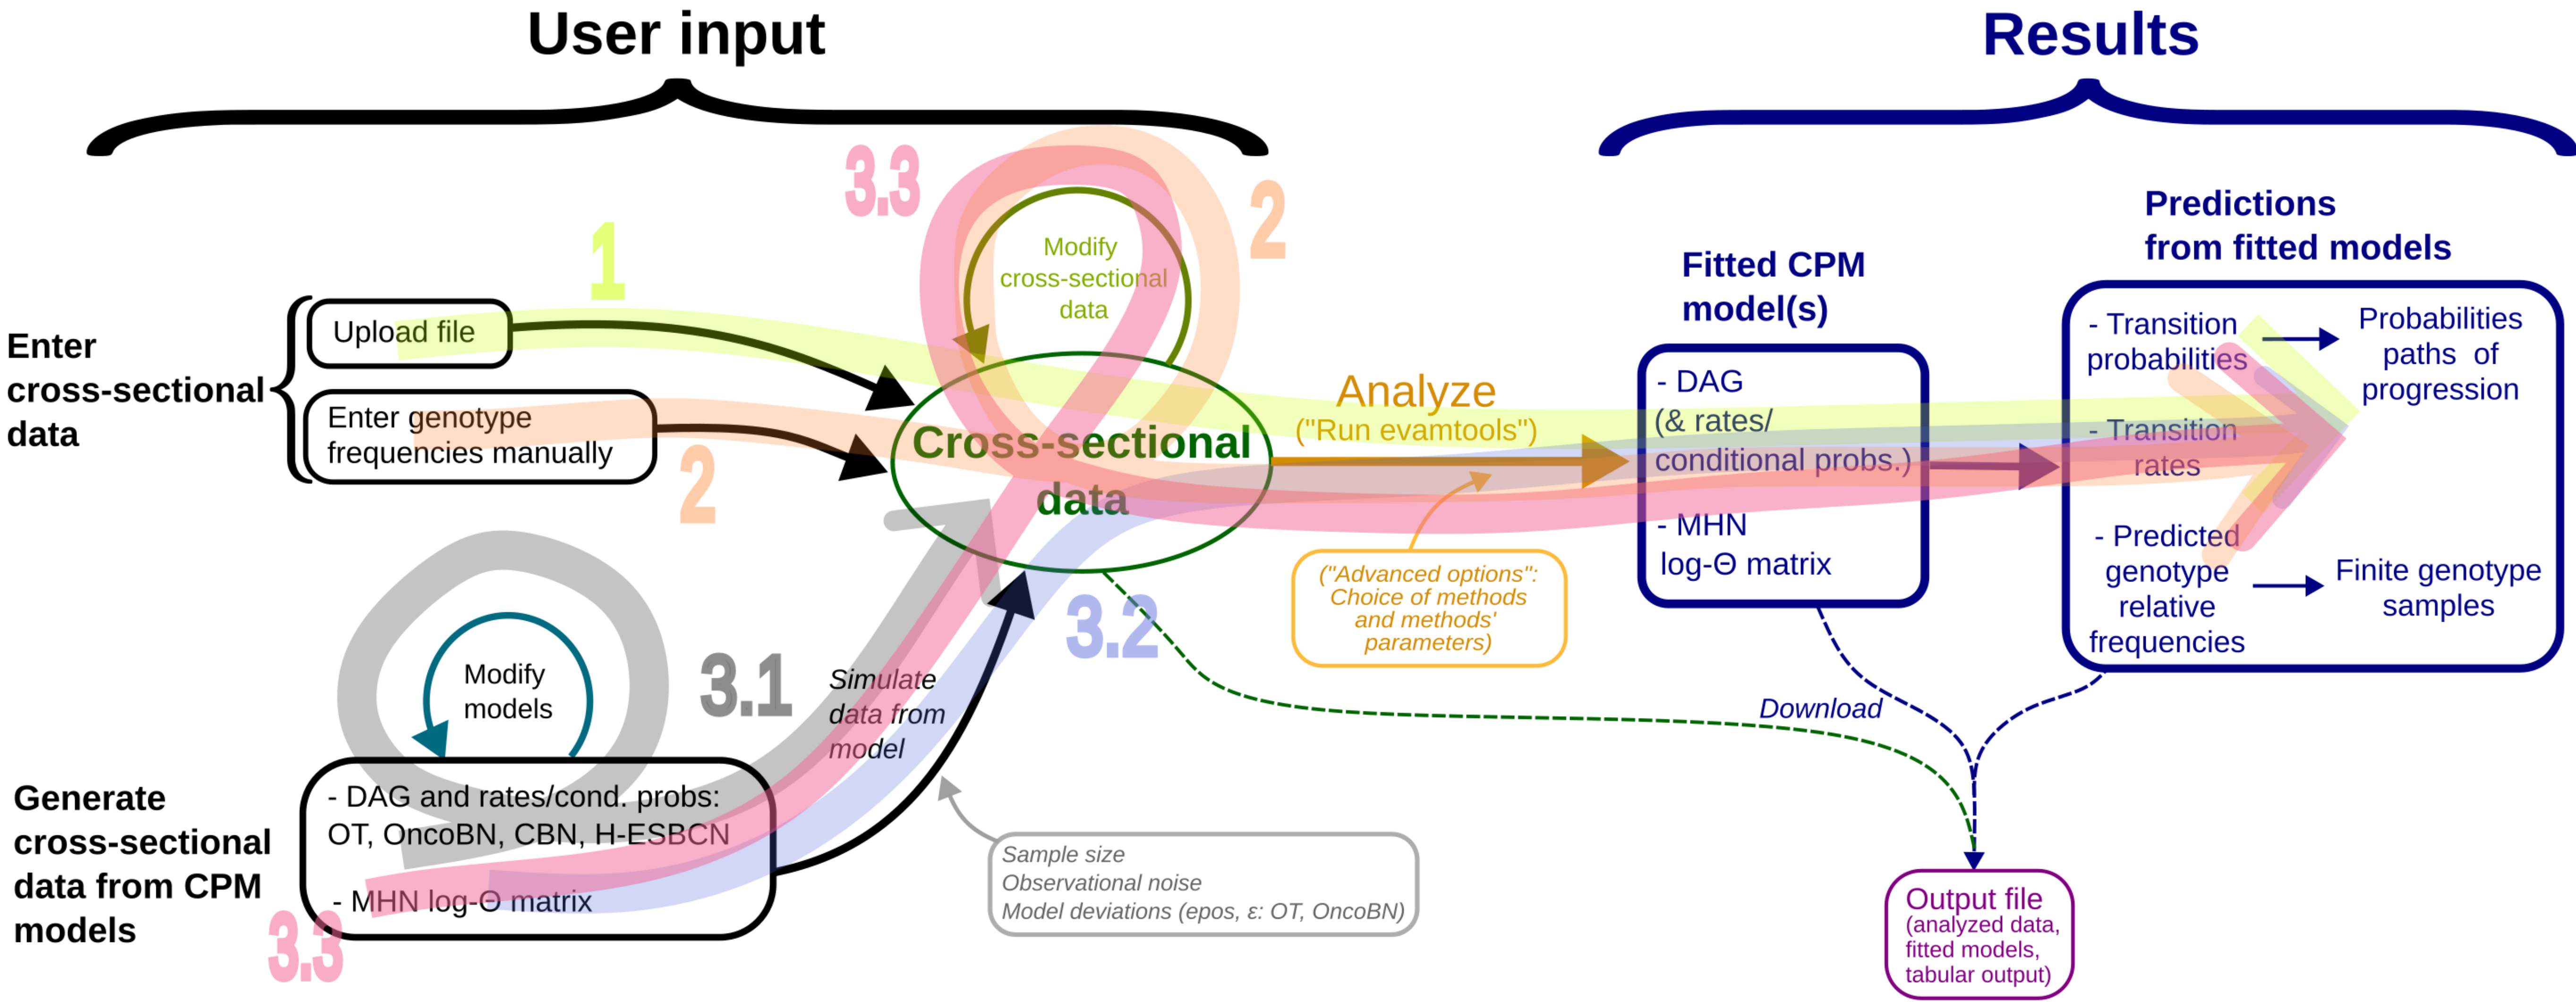 User input
Results
3.3
2
1
Predictions
from fitted models
Modify
cross-sectional
data
Fitted CPM
model(s)
Enter
cross-sectional
data
Upload file
Enter genotype
frequencies manually
2
Cross-sectional
data
Analyze
("Run evamtools")
- DAG
(& rates/
conditional probs.)
- MHN
log-Θ matrix
- Transition
probabilities
Probabilities
paths of
progression
- Transition
rates
- Predicted
genotype
relative
frequencies
Finite genotype
samples
("Advanced options":
Choice of methods
and methods'
parameters)
3.2
3.1
Modify
models
Simulate
data from
model
Download
Generate
cross-sectional
data from CPM
models
- DAG and rates/cond. probs:
OT, OncoBN, CBN, H-ESBCN
- MHN log-Θ matrix
3.3
Sample size
Observational noise
Model deviations (epos, ε: OT, OncoBN)
Output file
(analyzed data,
fitted models,
tabular output)